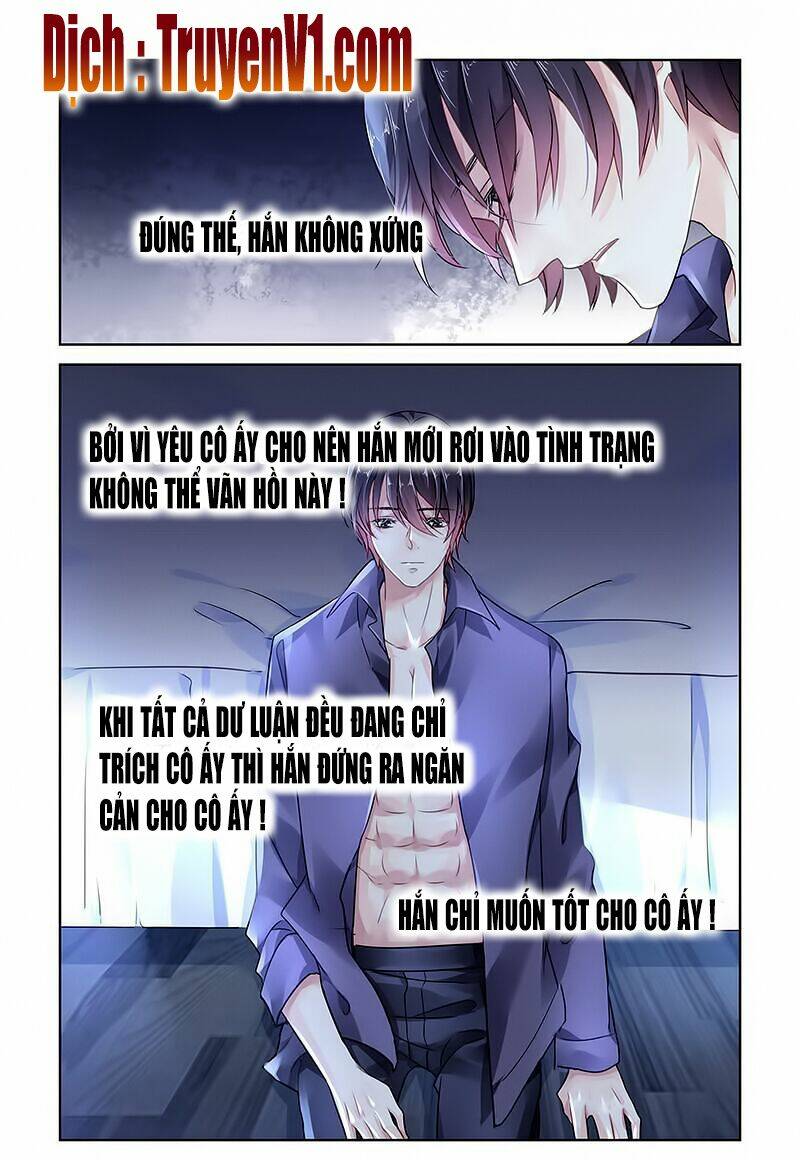 Dịch : TruyenV1.com
ĐÚNG THẾ, HẮN KHÔNG XỨNG
BỞI VÌ YÊU CÔ ẤY CHO NÊN HẮN MỚI RƠI VÀO TÌNH TRẠNG
KHÔNG THỂ VÃN HỒI NÀY !
KHI TẤT CẢ DƯ LUẬN ĐỀU ĐANG CHỈ
TRÍCH CÔ ẤY THÌ HẮN ĐỨNG RA NGĂN
CẢN CHO CÔ ẤY !
HẮN CHỈ MUỐN TỐT CHO CÔ ẤY !